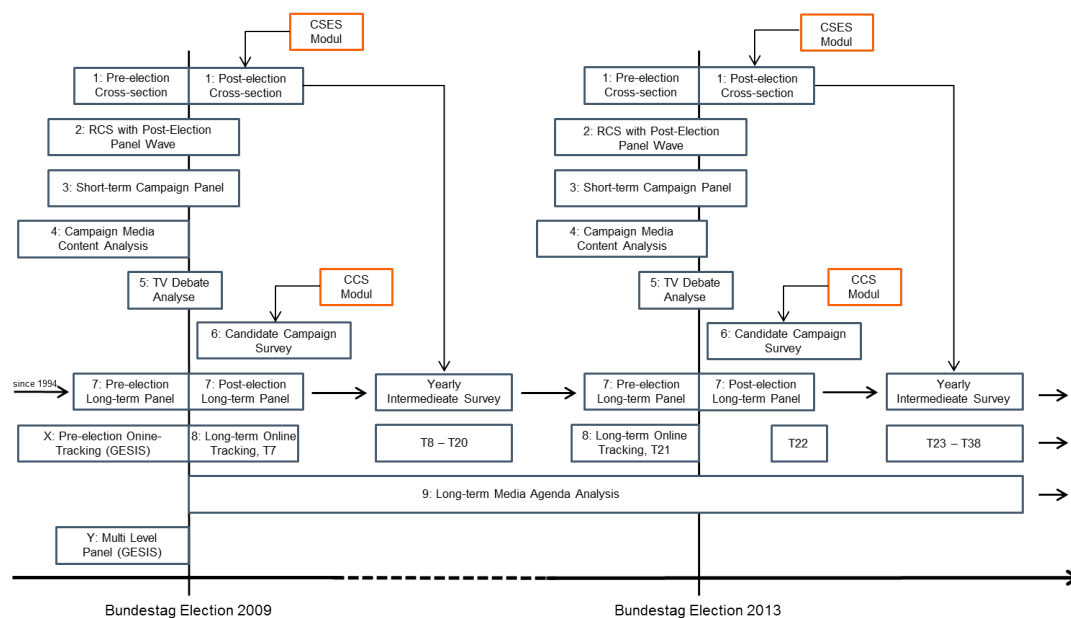 CSES
Modul
CSES
Modul
1: Pre-election
Cross-section
1: Post-election
Cross-section
1: Pre-election
Cross-section
1: Post-election
Cross-section
2: RCS with Post-Election
Panel Wave
2: RCS with Post-Election
Panel Wave
3: Short-term Campaign Panel
3: Short-term Campaign Panel
4: Campaign Media
Content Analysis
4: Campaign Media
Content Analysis
5: TV Debate
Analyse
5: TV Debate
Analyse
CCS
Modul
CCS
Modul
6: Candidate Campaign
Survey
6: Candidate Campaign
Survey
since 1994
7: Pre-election
Long-term Panel
7: Post-election
Long-term Panel
Yearly
Intermedieate Survey
7: Pre-election
Long-term Panel
7: Post-election
Long-term Panel
Yearly
Intermedieate Survey
X: Pre-election Onine-
Tracking (GESIS)
8: Long-term Online
Tracking, T7
T8 – T20
8: Long-term Online
Tracking, T21
T22
T23 – T38
9: Long-term Media Agenda Analysis
Y: Multi Level
Panel (GESIS)
Bundestag Election 2009
Bundestag Election 2013